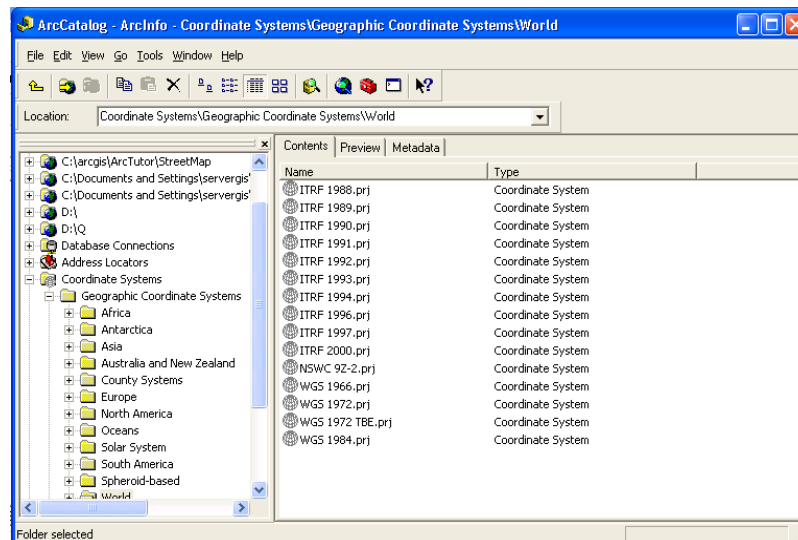 ArcCatalog - ArcInfo - Coordinate Systems\Geographic Coordinate Systems\World
File Edit View Go Tools Window Help
Location: Coordinate Systems\Geographic Coordinate Systems\World
C:\arcgis\ArcTutor\StreetMap
C:\Documents and Settings\servergis'
C:\Documents and Settings\servergis'
D:\
D:\Q
Database Connections
Address Locators
Coordinate Systems
Geographic Coordinate Systems
Africa
Antarctica
Asia
Australia and New Zealand
County Systems
Europe
North America
Oceans
Solar System
South America
Spheroid-based
World
Contents Preview Metadata
Name Type
ITRF 1988.prj Coordinate System
ITRF 1989.prj Coordinate System
ITRF 1990.prj Coordinate System
ITRF 1991.prj Coordinate System
ITRF 1992.prj Coordinate System
ITRF 1993.prj Coordinate System
ITRF 1994.prj Coordinate System
ITRF 1996.prj Coordinate System
ITRF 1997.prj Coordinate System
ITRF 2000.prj Coordinate System
NSWC 9Z-2.prj Coordinate System
WGS 1966.prj Coordinate System
WGS 1972.prj Coordinate System
WGS 1972 TBE.prj Coordinate System
WGS 1984.prj Coordinate System
Folder selected